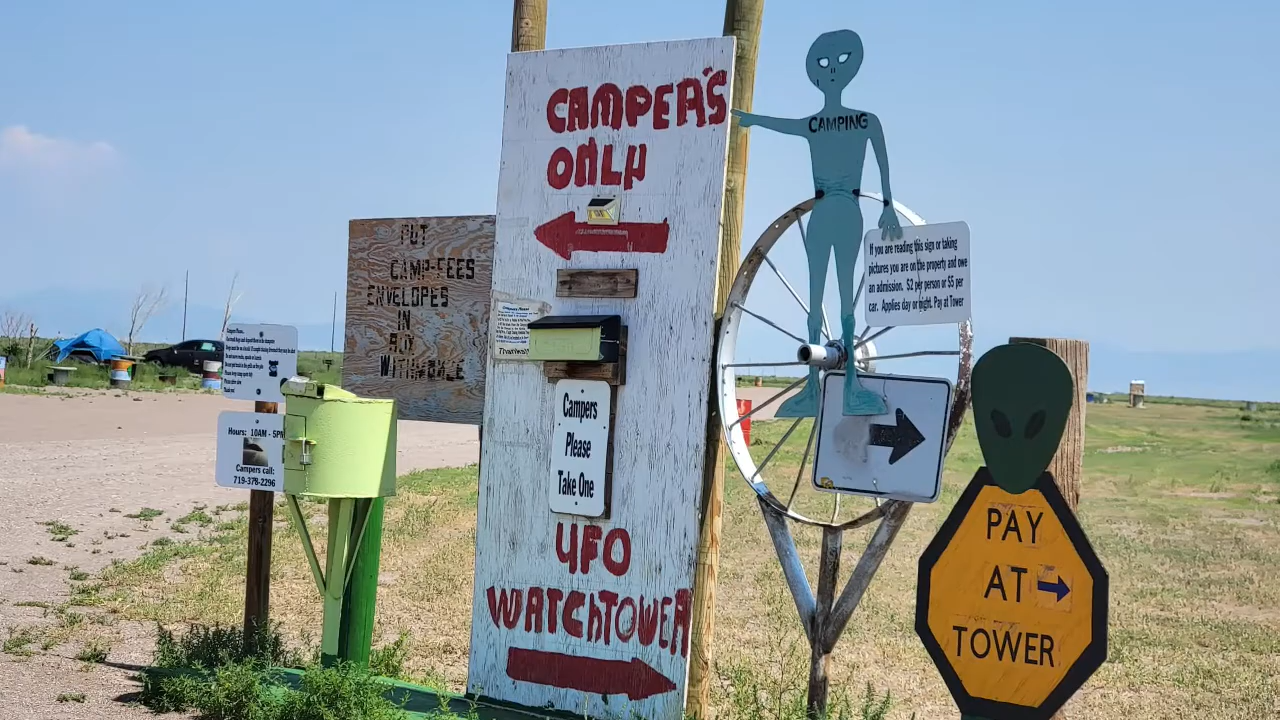 CAMPER'S
ONLY
CAMPING
If you are reading this sign or taking
pictures you are on the property and owe
an admission. $2 per person or $5 per
car. Applies day or night. Pay at Tower
PUT
CAMP-FEES
ENVELOPES
IN
BOX
WITH HOLE
Hours: 10AM - 5PM
Campers call:
719-378-2296
Campers
Please
Take One
UFO
WATCHTOWER
PAY
AT
TOWER